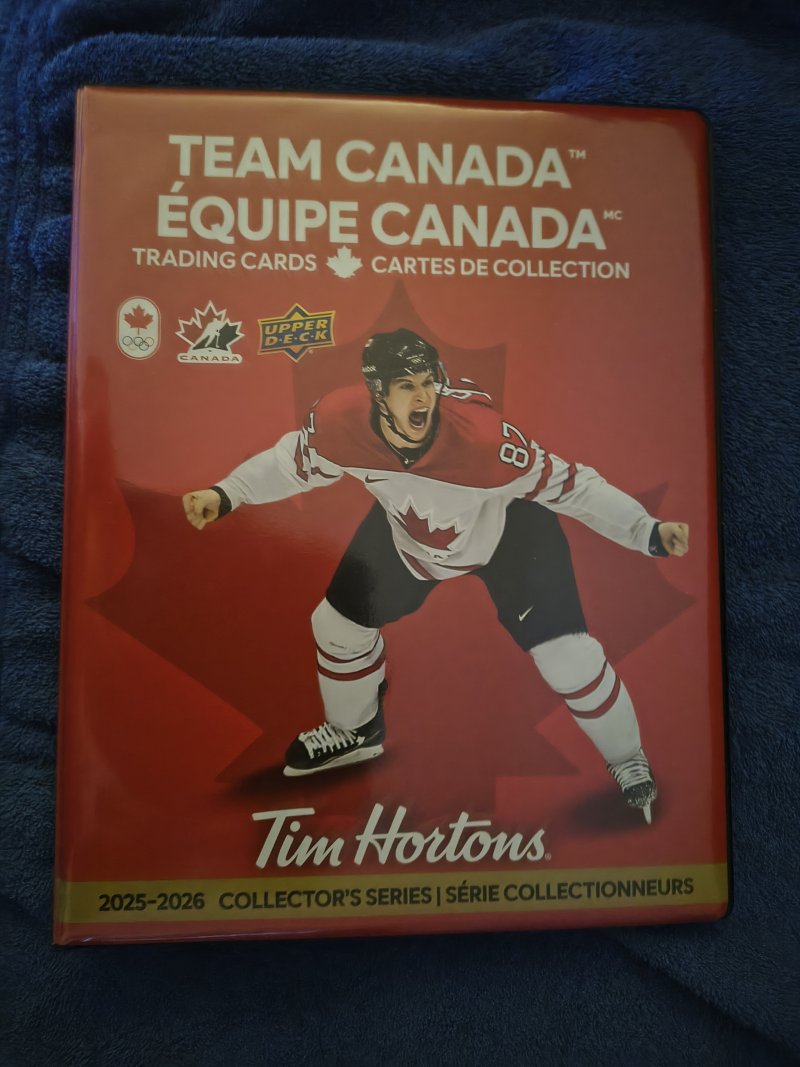 TEAM CANADA™
ÉQUIPE CANADA MC
TRADING CARDS CARTES DE COLLECTION
CANADA
UPPER
D·E·C·K
87
Tim Hortons®
2025-2026 COLLECTOR'S SERIES | SÉRIE COLLECTIONNEURS